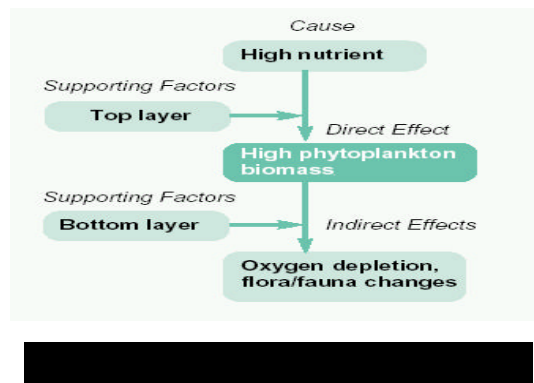 Cause
High nutrient
Supporting Factors
Top layer
Direct Effect
High phytoplankton
biomass
Supporting Factors
Bottom layer
Indirect Effects
Oxygen depletion,
flora/fauna changes